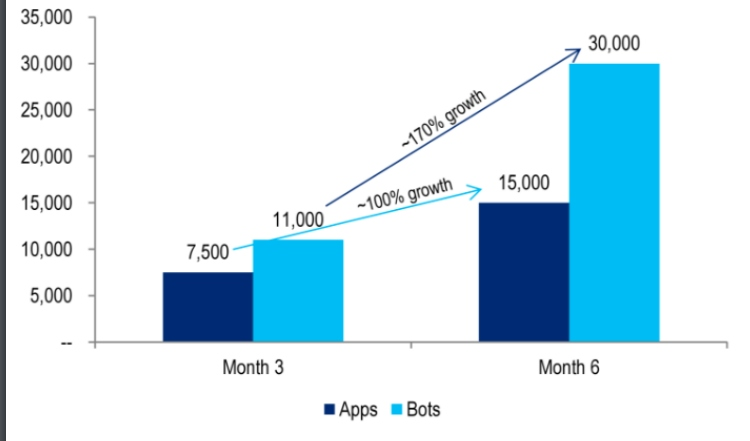 35,000
30,000
30,000
25,000
~170% growth
20,000
15,000
15,000
~100% growth
11,000
10,000
7,500
5,000
--
Month 3
Month 6
Apps
Bots